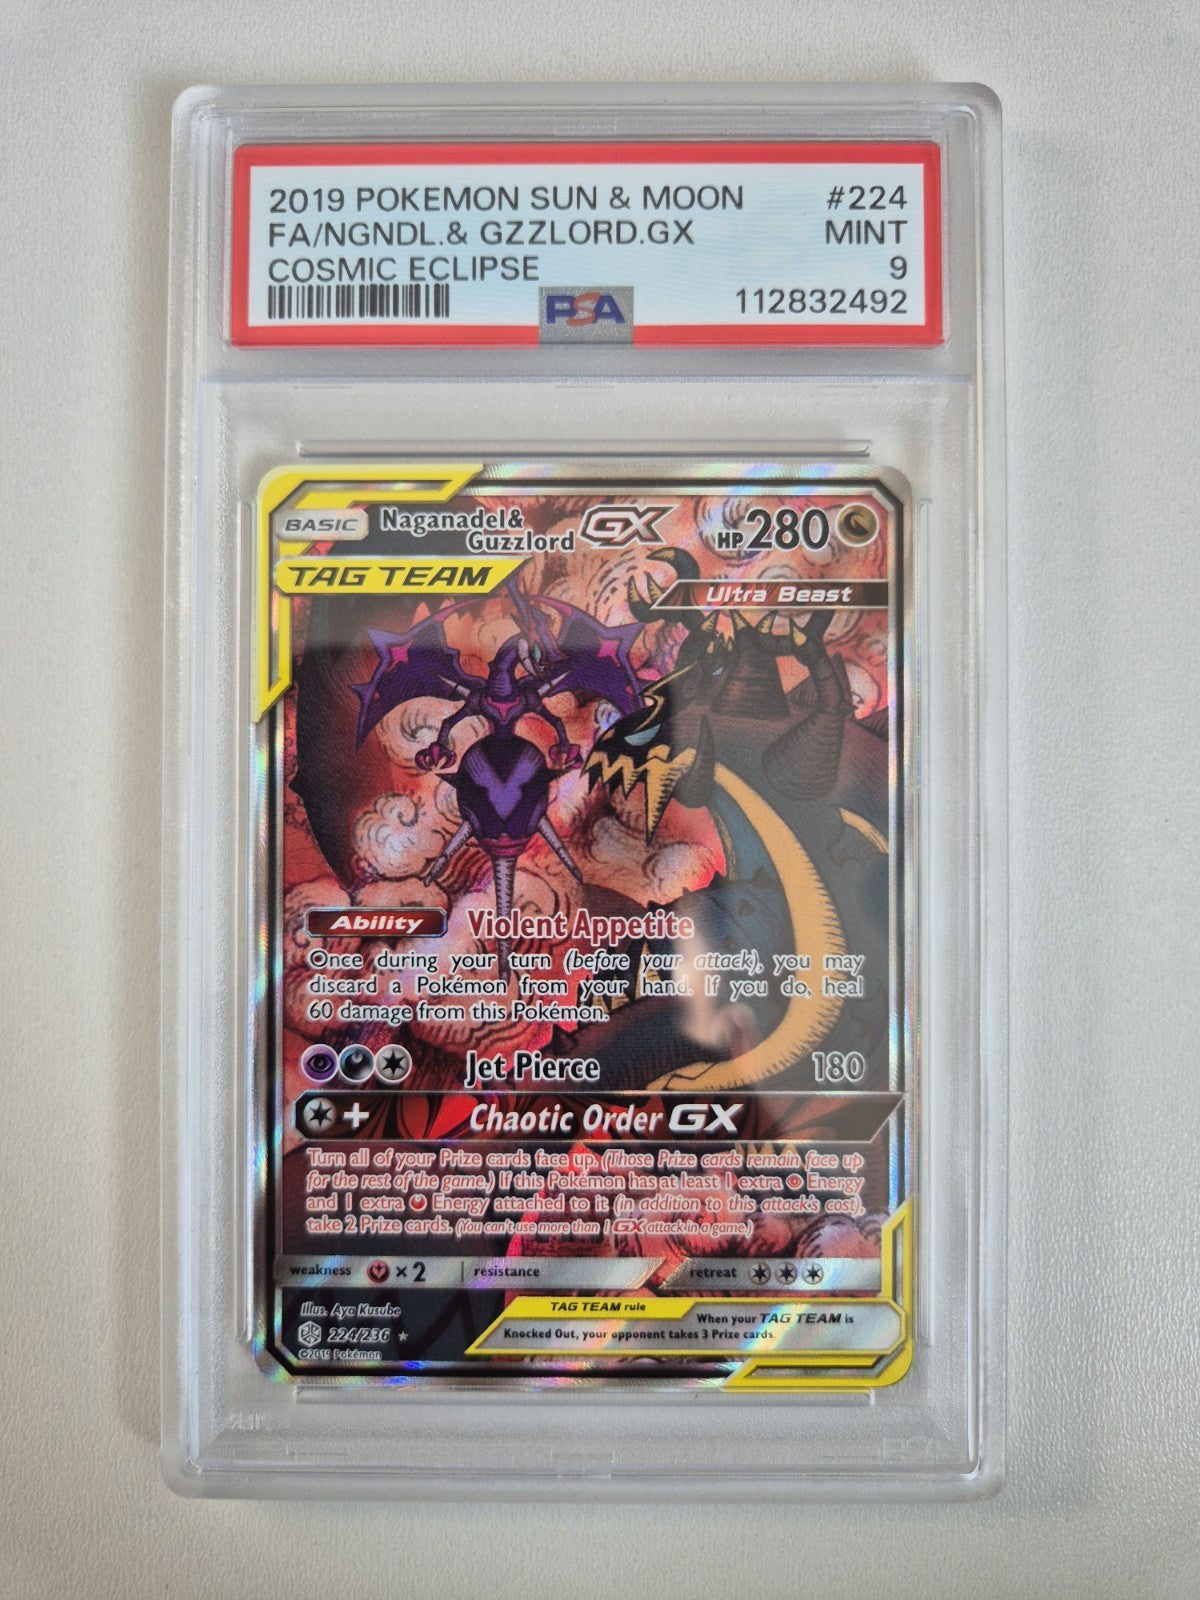 2019 POKEMON SUN & MOON #224
FA/NGNDL.& GZZLORD.GX MINT
COSMIC ECLIPSE 9
PSA 112832492
BASIC Naganadel&
Guzzlord GX HP 280
TAG TEAM
Ultra Beast
Ability Violent Appetite
Once during your turn (before your attack), you may
discard a Pokémon from your hand. If you do, heal
60 damage from this Pokémon.
Jet Pierce 180
+ Chaotic Order GX
Turn all of your Prize cards face up. (Those Prize cards remain face up
for the rest of the game.) If this Pokémon has at least 1 extra Energy
and 1 extra Energy attached to it (in addition to this attack's cost),
take 2 Prize cards. (You can't use more than 1 GX attack in a game.)
weakness ×2 resistance retreat
Illus. Aya Kusube
224/236
©2019 Pokémon
TAG TEAM rule
When your TAG TEAM is
Knocked Out, your opponent takes 3 Prize cards.